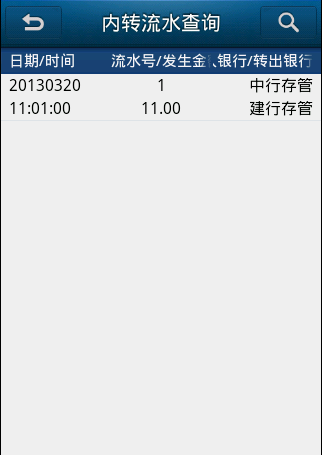 内转流水查询
日期/时间 流水号/发生金 银行/转出银行
20130320 1 中行存管
11:01:00 11.00 建行存管